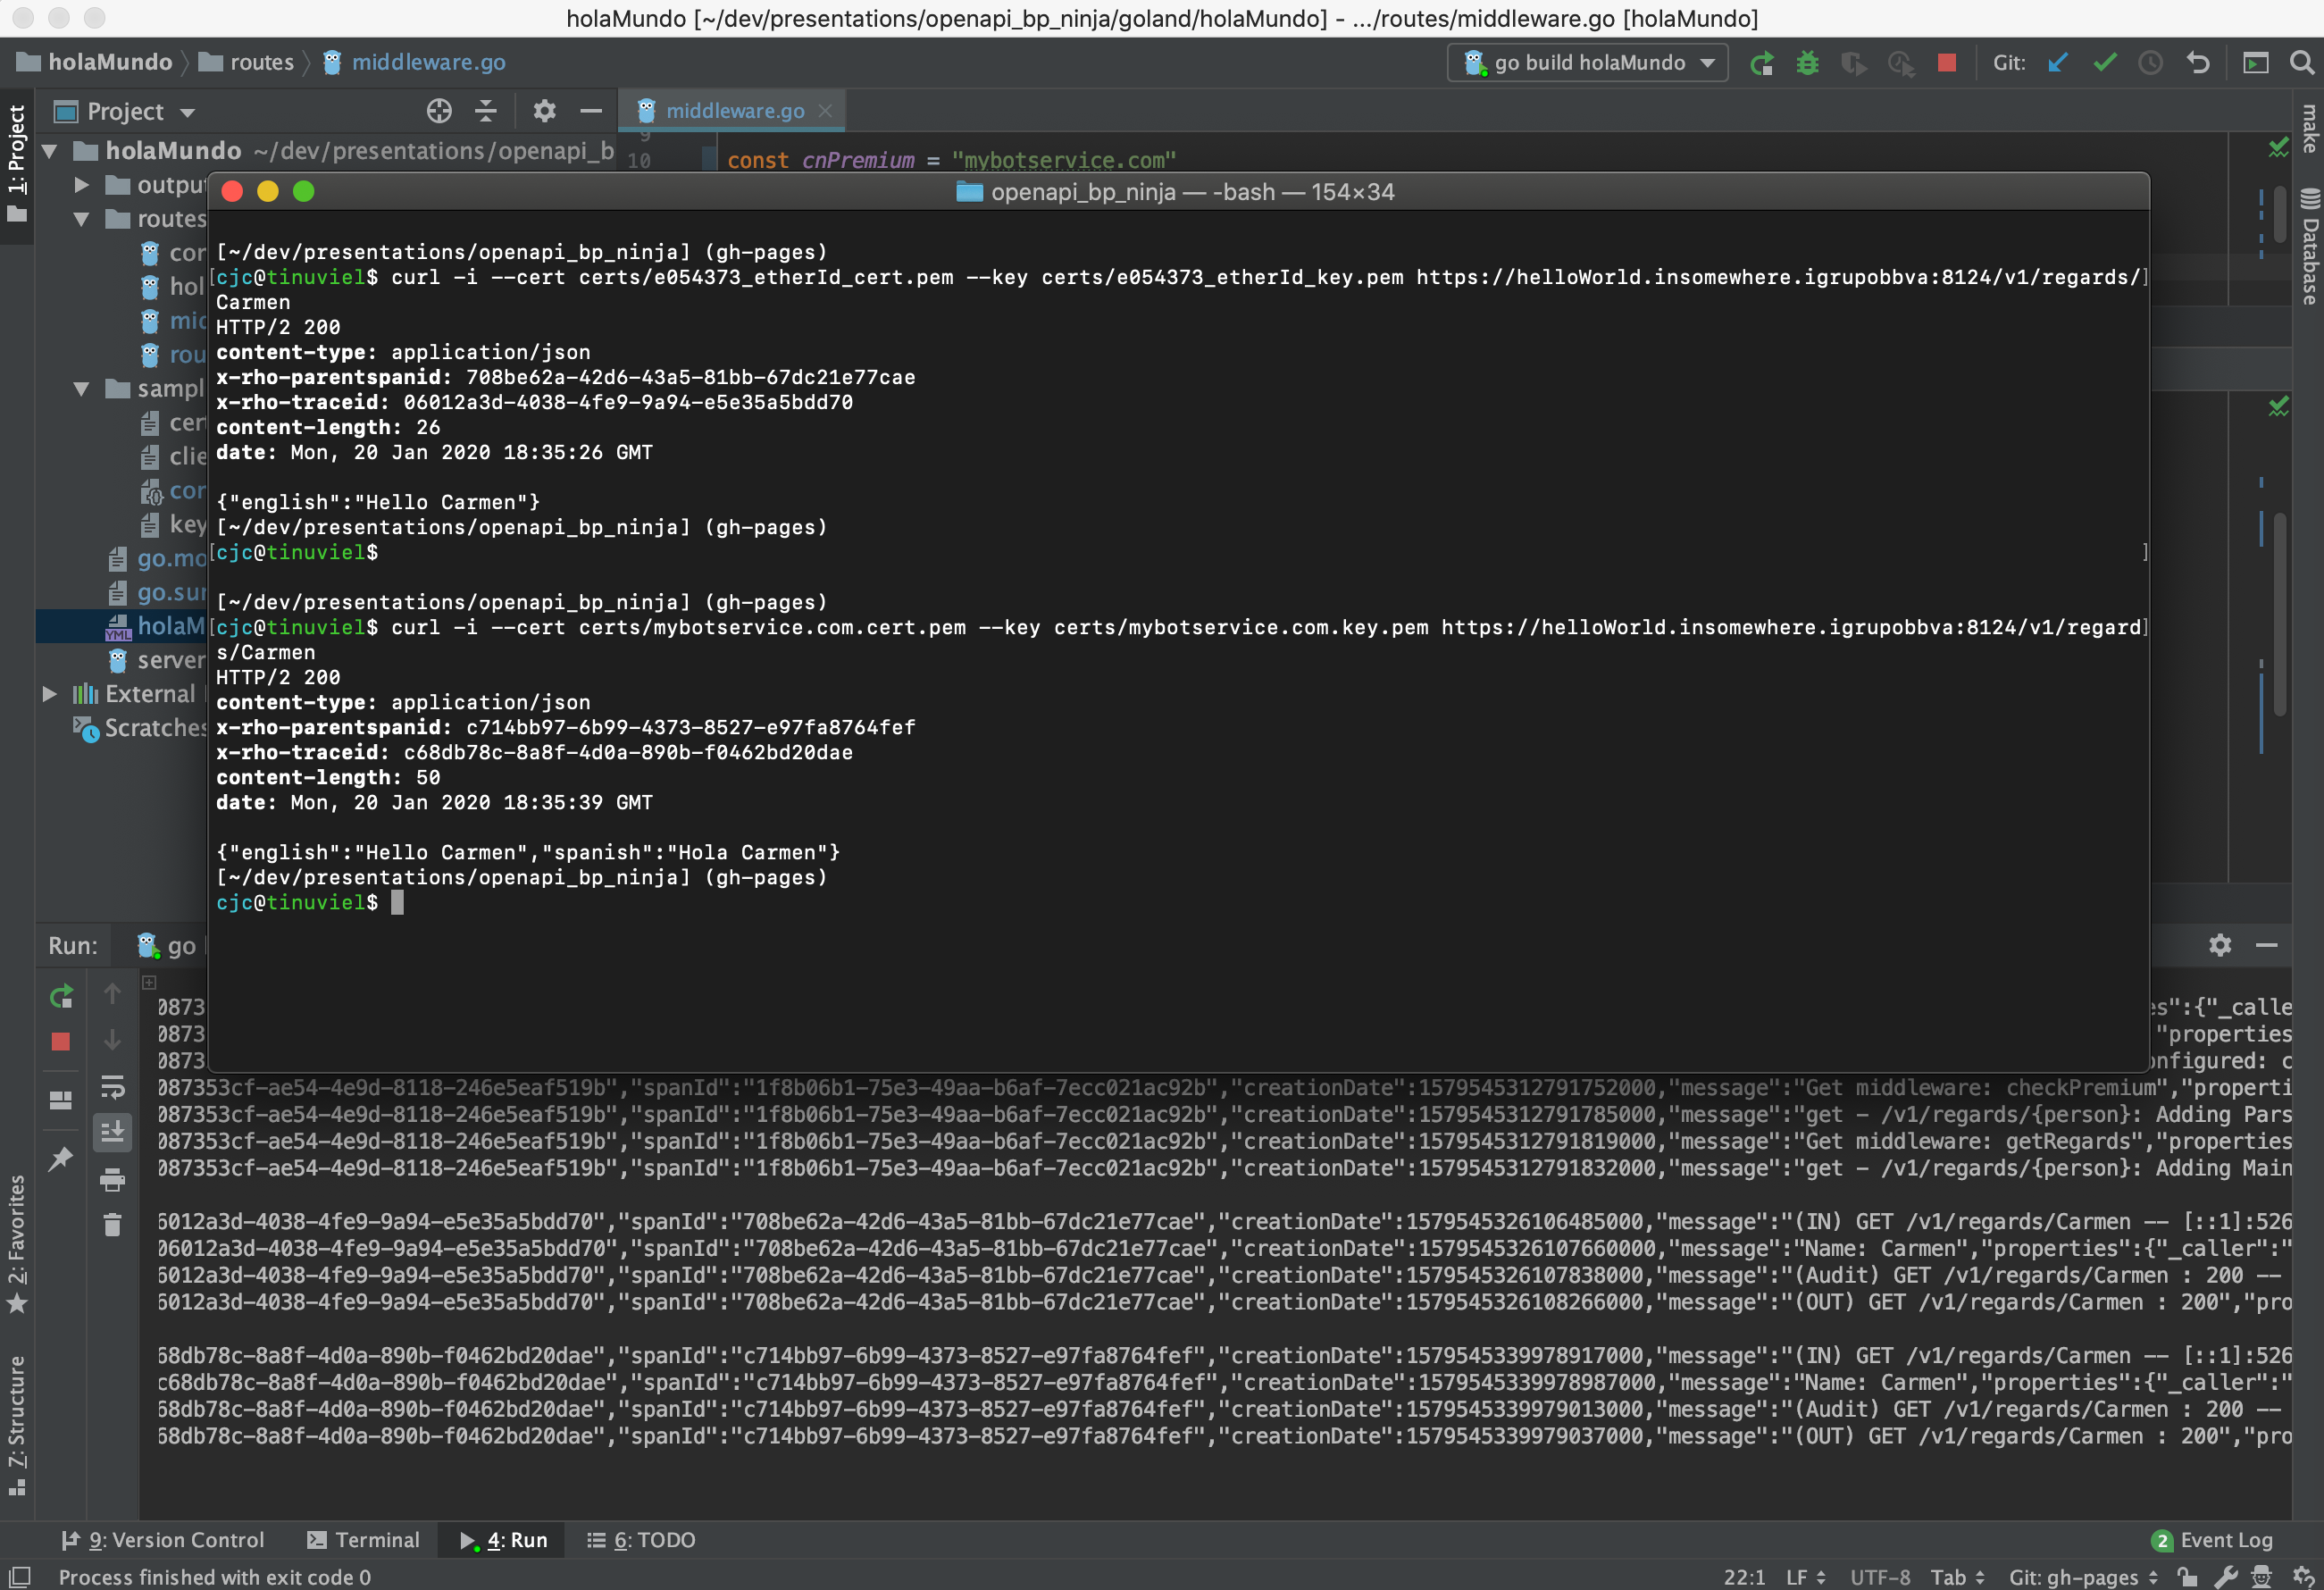 holaMundo [~/dev/presentations/openapi_bp_ninja/goland/holaMundo] - .../routes/middleware.go [holaMundo]
holaMundo routes middleware.go go build holaMundo Git:
1: Project
Project
middleware.go
make
Database
holaMundo ~/dev/presentations/openapi_b
9
10 const cnPremium = "mybotservice.com"
outpu
routes
cor
hol
mid
rou
sampl
cer
clie
cor
key
go.mo
go.sur
holaM
server
External
Scratches
openapi_bp_ninja — -bash — 154×34
[~/dev/presentations/openapi_bp_ninja] (gh-pages)
[cjc@tinuviel$ curl -i --cert certs/e054373_etherId_cert.pem --key certs/e054373_etherId_key.pem https://helloWorld.insomewhere.igrupobbva:8124/v1/regards/]
Carmen
HTTP/2 200
content-type: application/json
x-rho-parentspanid: 708be62a-42d6-43a5-81bb-67dc21e77cae
x-rho-traceid: 06012a3d-4038-4fe9-9a94-e5e35a5bdd70
content-length: 26
date: Mon, 20 Jan 2020 18:35:26 GMT
{"english":"Hello Carmen"}
[~/dev/presentations/openapi_bp_ninja] (gh-pages)
[cjc@tinuviel$ ]
[~/dev/presentations/openapi_bp_ninja] (gh-pages)
[cjc@tinuviel$ curl -i --cert certs/mybotservice.com.cert.pem --key certs/mybotservice.com.key.pem https://helloWorld.insomewhere.igrupobbva:8124/v1/regard]
s/Carmen
HTTP/2 200
content-type: application/json
x-rho-parentspanid: c714bb97-6b99-4373-8527-e97fa8764fef
x-rho-traceid: c68db78c-8a8f-4d0a-890b-f0462bd20dae
content-length: 50
date: Mon, 20 Jan 2020 18:35:39 GMT
{"english":"Hello Carmen","spanish":"Hola Carmen"}
[~/dev/presentations/openapi_bp_ninja] (gh-pages)
cjc@tinuviel$
Run: go
0873 es":{"_calle
0873 "properties
0873 onfigured: c
087353cf-ae54-4e9d-8118-246e5eaf519b","spanId":"1f8b06b1-75e3-49aa-b6af-7ecc021ac92b","creationDate":1579545312791752000,"message":"Get middleware: checkPremium","properti
087353cf-ae54-4e9d-8118-246e5eaf519b","spanId":"1f8b06b1-75e3-49aa-b6af-7ecc021ac92b","creationDate":1579545312791785000,"message":"get - /v1/regards/{person}: Adding Pars
087353cf-ae54-4e9d-8118-246e5eaf519b","spanId":"1f8b06b1-75e3-49aa-b6af-7ecc021ac92b","creationDate":1579545312791819000,"message":"Get middleware: getRegards","properties
087353cf-ae54-4e9d-8118-246e5eaf519b","spanId":"1f8b06b1-75e3-49aa-b6af-7ecc021ac92b","creationDate":1579545312791832000,"message":"get - /v1/regards/{person}: Adding Main
6012a3d-4038-4fe9-9a94-e5e35a5bdd70","spanId":"708be62a-42d6-43a5-81bb-67dc21e77cae","creationDate":1579545326106485000,"message":"(IN) GET /v1/regards/Carmen -- [::1]:526
06012a3d-4038-4fe9-9a94-e5e35a5bdd70","spanId":"708be62a-42d6-43a5-81bb-67dc21e77cae","creationDate":1579545326107660000,"message":"Name: Carmen","properties":{"_caller":"
6012a3d-4038-4fe9-9a94-e5e35a5bdd70","spanId":"708be62a-42d6-43a5-81bb-67dc21e77cae","creationDate":1579545326107838000,"message":"(Audit) GET /v1/regards/Carmen : 200 --
6012a3d-4038-4fe9-9a94-e5e35a5bdd70","spanId":"708be62a-42d6-43a5-81bb-67dc21e77cae","creationDate":1579545326108266000,"message":"(OUT) GET /v1/regards/Carmen : 200","pro
68db78c-8a8f-4d0a-890b-f0462bd20dae","spanId":"c714bb97-6b99-4373-8527-e97fa8764fef","creationDate":1579545339978917000,"message":"(IN) GET /v1/regards/Carmen -- [::1]:526
c68db78c-8a8f-4d0a-890b-f0462bd20dae","spanId":"c714bb97-6b99-4373-8527-e97fa8764fef","creationDate":1579545339978987000,"message":"Name: Carmen","properties":{"_caller":"
68db78c-8a8f-4d0a-890b-f0462bd20dae","spanId":"c714bb97-6b99-4373-8527-e97fa8764fef","creationDate":1579545339979013000,"message":"(Audit) GET /v1/regards/Carmen : 200 --
68db78c-8a8f-4d0a-890b-f0462bd20dae","spanId":"c714bb97-6b99-4373-8527-e97fa8764fef","creationDate":1579545339979037000,"message":"(OUT) GET /v1/regards/Carmen : 200","pro
2: Favorites
7: Structure
9: Version Control Terminal 4: Run 6: TODO 2 Event Log
Process finished with exit code 0 22:1 LF UTF-8 Tab Git: gh-pages